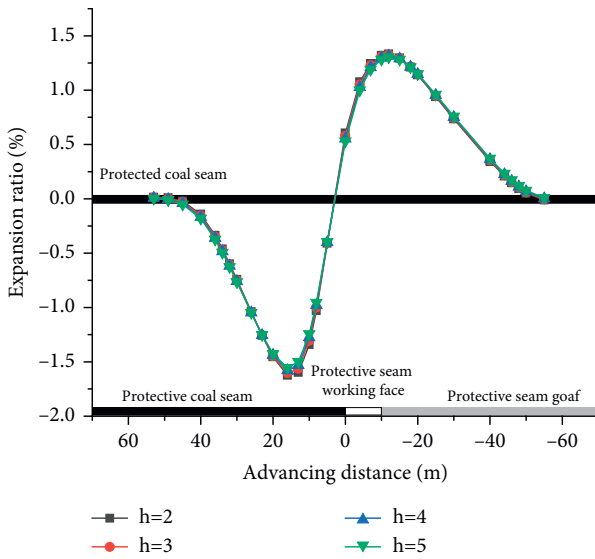 1.5
1.0
0.5
Protected coal seam
0.0
−0.5
−1.0
−1.5
Protective seam
working face
Protective coal seam
Protective seam goaf
−2.0
60 40 20 0 −20 −40 −60
Expansion ratio (%)
Advancing distance (m)
h=2 h=4
h=3 h=5